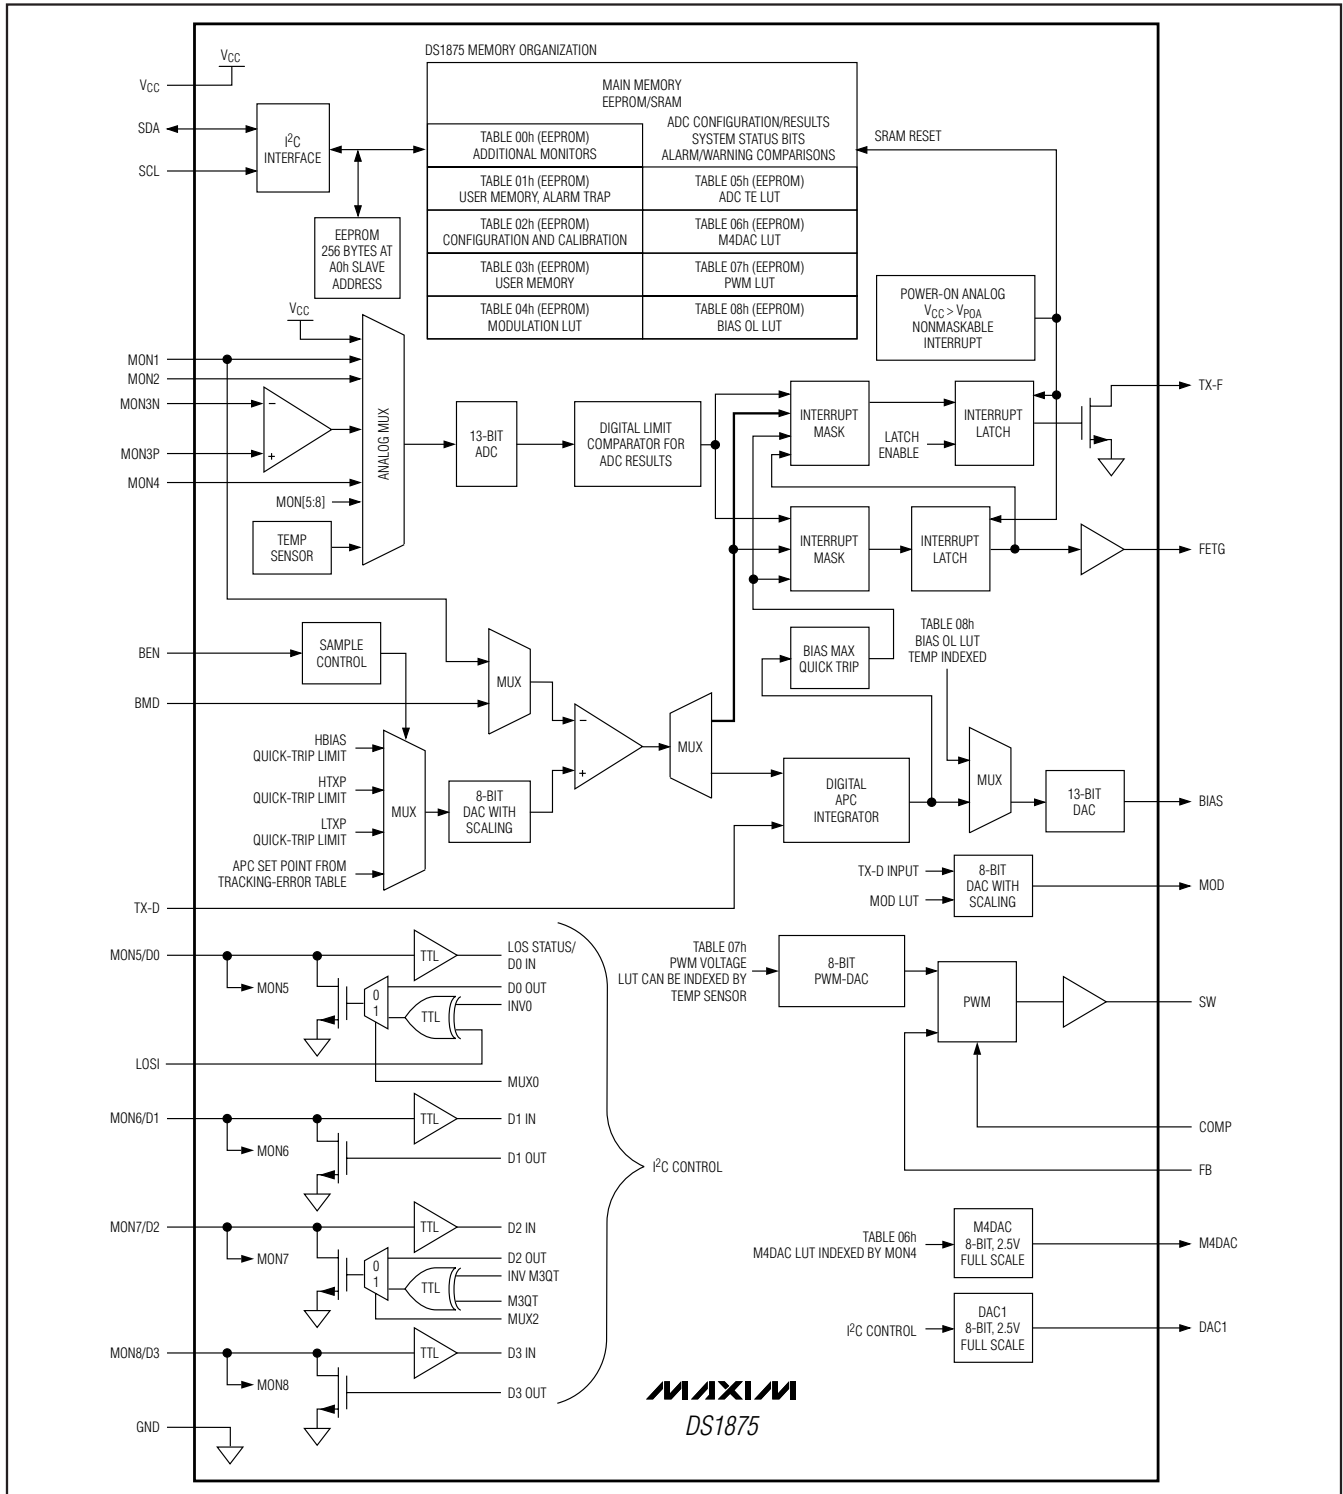 DS1875 MEMORY ORGANIZATION
VCC
VCC
SDA
SCL
I2C
INTERFACE
EEPROM
256 BYTES AT
A0h SLAVE
ADDRESS
MAIN MEMORY
EEPROM/SRAM
ADC CONFIGURATION/RESULTS
SYSTEM STATUS BITS
ALARM/WARNING COMPARISONS
TABLE 00h (EEPROM)
ADDITIONAL MONITORS
TABLE 01h (EEPROM)
USER MEMORY, ALARM TRAP
TABLE 05h (EEPROM)
ADC TE LUT
TABLE 02h (EEPROM)
CONFIGURATION AND CALIBRATION
TABLE 06h (EEPROM)
M4DAC LUT
TABLE 03h (EEPROM)
USER MEMORY
TABLE 07h (EEPROM)
PWM LUT
TABLE 04h (EEPROM)
MODULATION LUT
TABLE 08h (EEPROM)
BIAS OL LUT
SRAM RESET
POWER-ON ANALOG
VCC > VPOA
NONMASKABLE
INTERRUPT
VCC
MON1
MON2
MON3N
MON3P
MON4
MON[5:8]
−
+
TEMP
SENSOR
ANALOG MUX
13-BIT
ADC
DIGITAL LIMIT
COMPARATOR FOR
ADC RESULTS
INTERRUPT
MASK
LATCH
ENABLE
INTERRUPT
LATCH
TX-F
INTERRUPT
MASK
INTERRUPT
LATCH
FETG
BEN
SAMPLE
CONTROL
BMD
MUX
HBIAS
QUICK-TRIP LIMIT
HTXP
QUICK-TRIP LIMIT
LTXP
QUICK-TRIP LIMIT
APC SET POINT FROM
TRACKING-ERROR TABLE
MUX
8-BIT
DAC WITH
SCALING
−
+
MUX
BIAS MAX
QUICK TRIP
TABLE 08h
BIAS OL LUT
TEMP INDEXED
DIGITAL
APC
INTEGRATOR
MUX
13-BIT
DAC
BIAS
TX-D INPUT
MOD LUT
8-BIT
DAC WITH
SCALING
MOD
TX-D
MON5/D0
MON5
TTL
LOS STATUS/
D0 IN
D0 OUT
0
1
TTL
INV0
LOSI
MUX0
TABLE 07h
PWM VOLTAGE
LUT CAN BE INDEXED BY
TEMP SENSOR
8-BIT
PWM-DAC
PWM
SW
COMP
FB
MON6/D1
MON6
TTL
D1 IN
D1 OUT
I2C CONTROL
MON7/D2
MON7
TTL
D2 IN
D2 OUT
0
1
TTL
INV M3QT
M3QT
MUX2
TABLE 06h
M4DAC LUT INDEXED BY MON4
M4DAC
8-BIT, 2.5V
FULL SCALE
M4DAC
I2C CONTROL
DAC1
8-BIT, 2.5V
FULL SCALE
DAC1
MON8/D3
MON8
TTL
D3 IN
D3 OUT
GND
MAXIM
DS1875